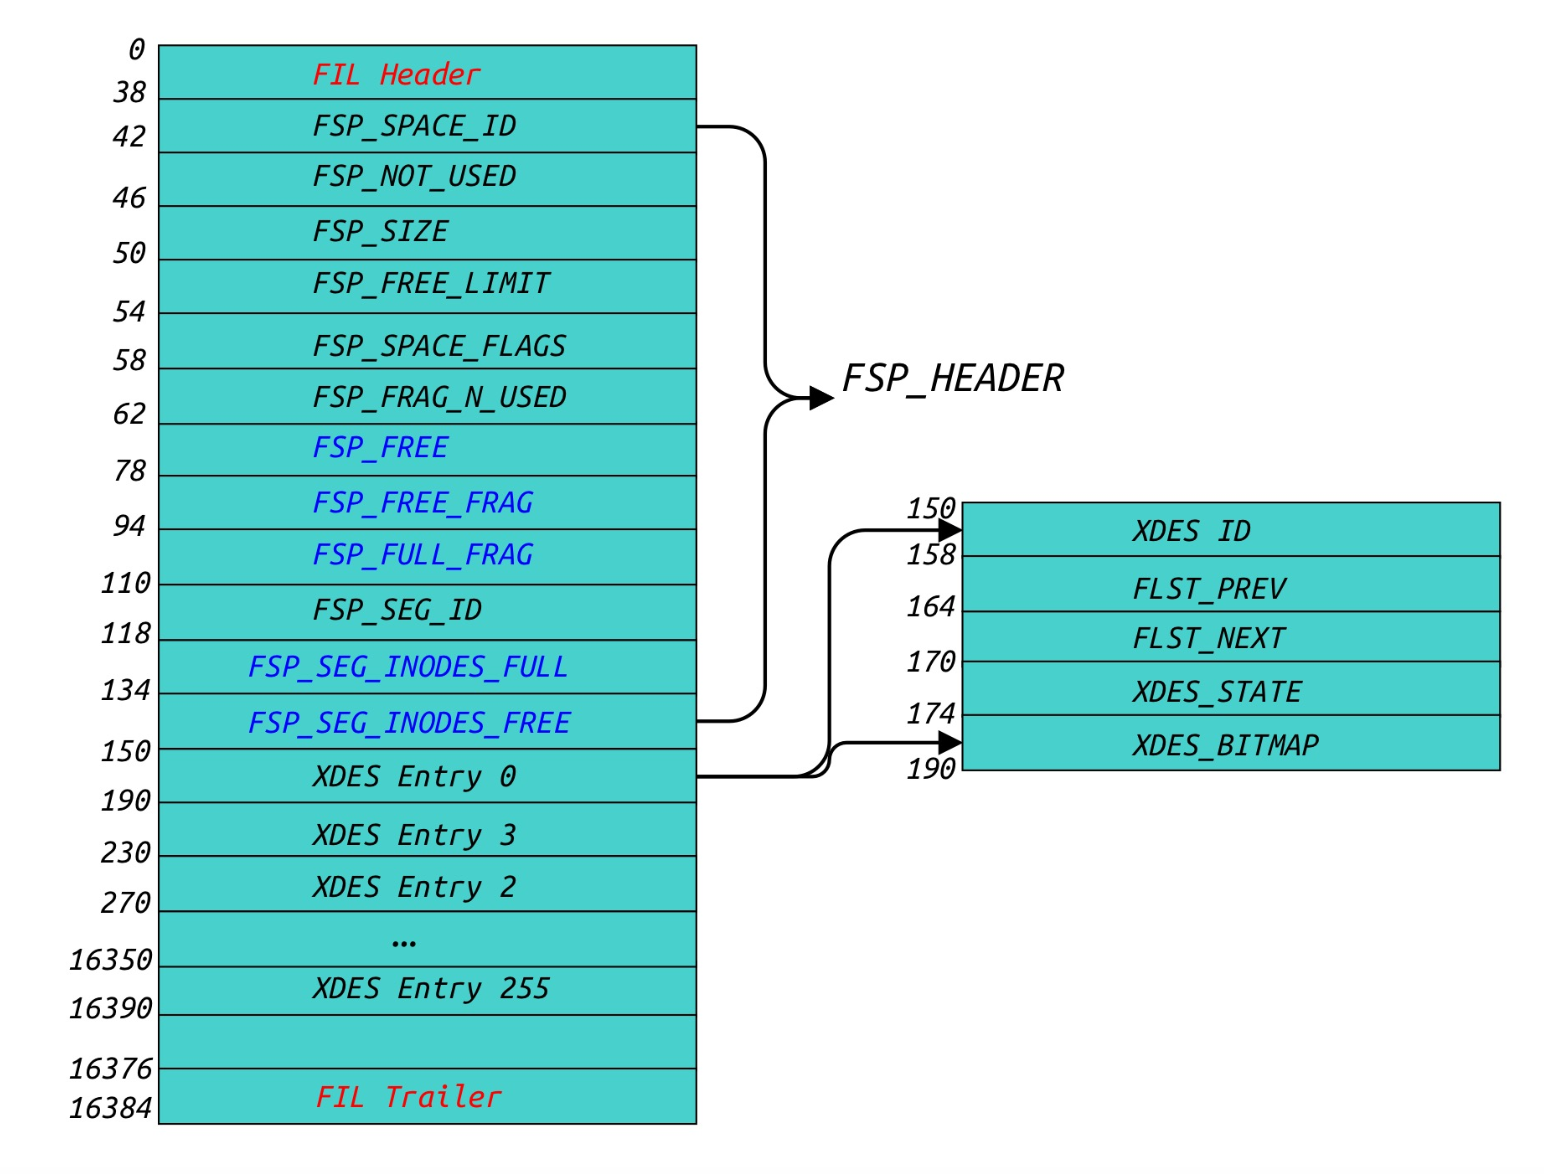 0
FIL Header
38
FSP_SPACE_ID
42
FSP_NOT_USED
46
FSP_SIZE
50
FSP_FREE_LIMIT
54
FSP_SPACE_FLAGS
58
FSP_FRAG_N_USED
62
FSP_FREE
78
FSP_FREE_FRAG
94
FSP_FULL_FRAG
110
FSP_SEG_ID
118
FSP_SEG_INODES_FULL
134
FSP_SEG_INODES_FREE
150
XDES Entry 0
190
XDES Entry 3
230
XDES Entry 2
270
...
16350
XDES Entry 255
16390
16376
FIL Trailer
16384
FSP_HEADER
150
XDES ID
158
FLST_PREV
164
FLST_NEXT
170
XDES_STATE
174
XDES_BITMAP
190